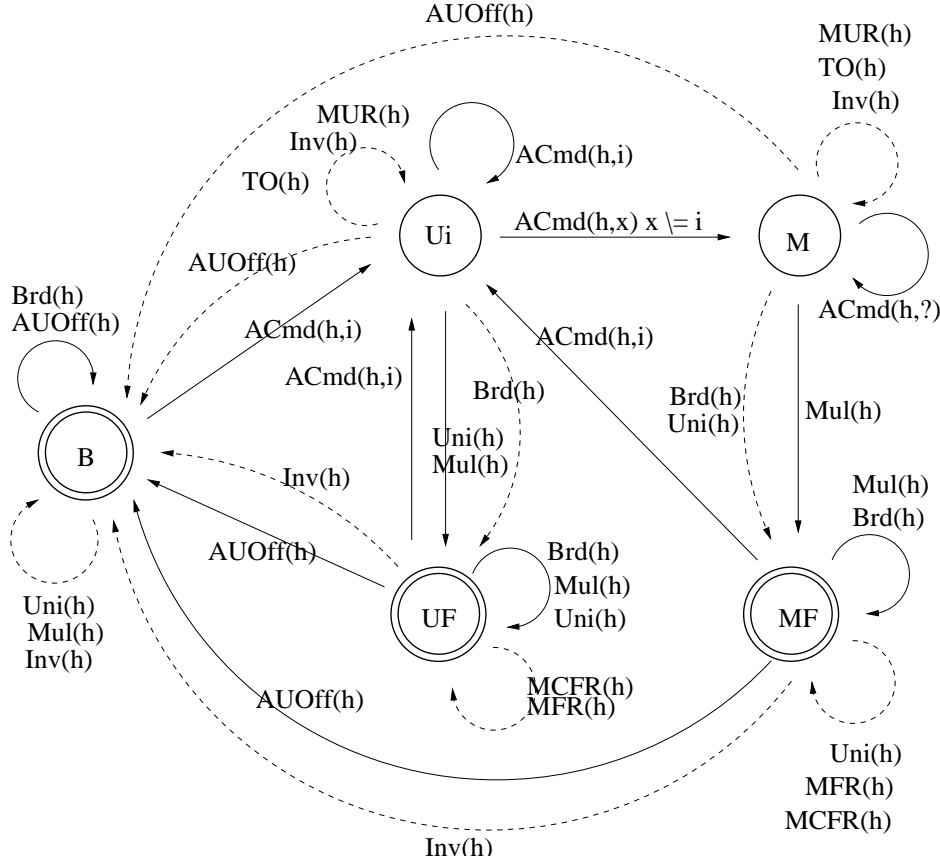 AUOff(h)
MUR(h)
TO(h)
Inv(h)
MUR(h)
Inv(h)
TO(h)
ACmd(h,i)
Ui
ACmd(h,x) x \= i
M
AUOff(h)
Brd(h)
AUOff(h)
ACmd(h,i)
ACmd(h,i)
ACmd(h,i)
ACmd(h,?)
Brd(h)
Brd(h)
Uni(h)
Mul(h)
Uni(h)
Mul(h)
B
Inv(h)
Mul(h)
Brd(h)
AUOff(h)
Brd(h)
Mul(h)
Uni(h)
UF
MF
Uni(h)
Mul(h)
Inv(h)
MCFR(h)
MFR(h)
AUOff(h)
Uni(h)
MFR(h)
MCFR(h)
Inv(h)